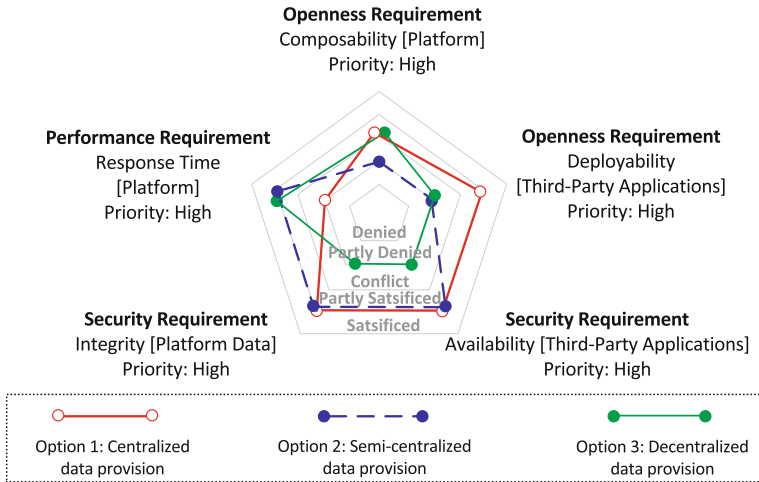 Openness Requirement
Composability [Platform]
Priority: High
Performance Requirement
Response Time
[Platform]
Priority: High
Openness Requirement
Deployability
[Third-Party Applications]
Priority: High
Denied
Partly Denied
Conflict
Partly Satsificed
Satsificed
Security Requirement
Integrity [Platform Data]
Priority: High
Security Requirement
Availability [Third-Party Applications]
Priority: High
Option 1: Centralized
data provision
Option 2: Semi-centralized
data provision
Option 3: Decentralized
data provision